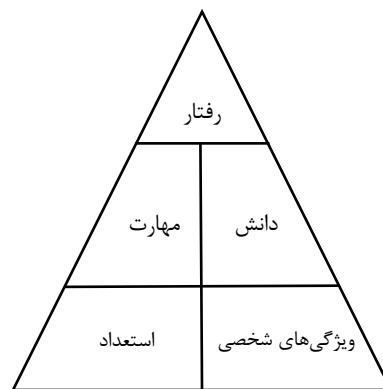 رفتار
دانش
مهارت
ویژگی‌های شخصی
استعداد